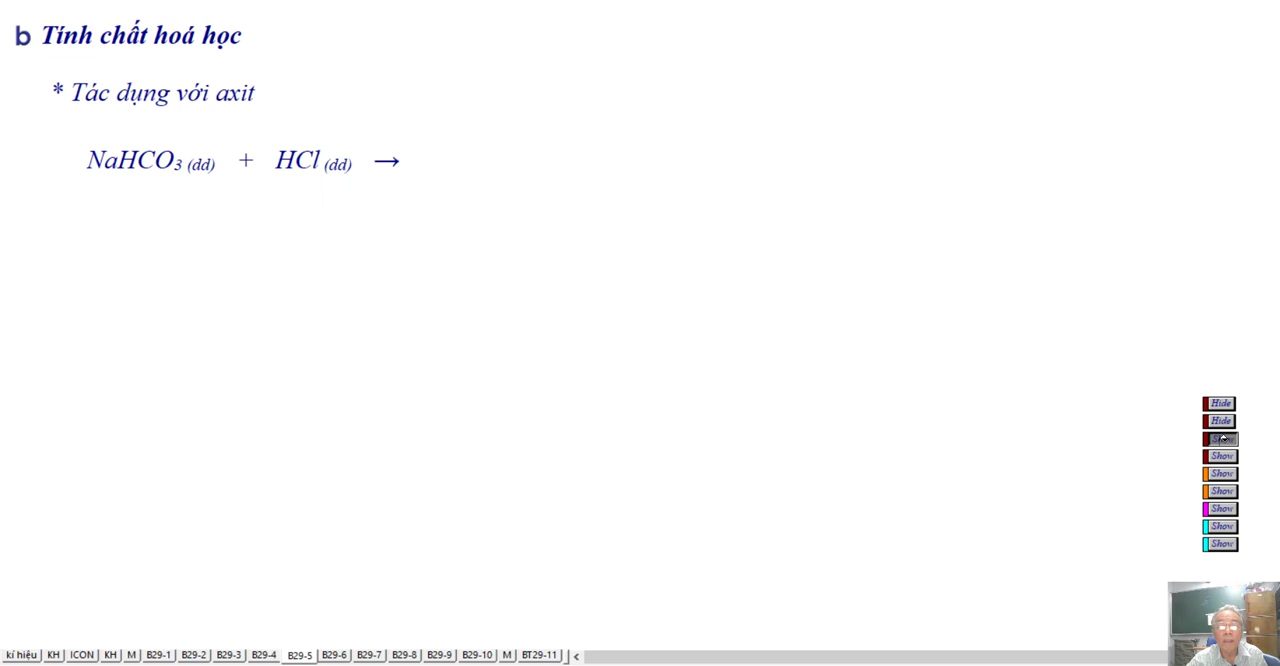 b Tính chất hoá học
* Tác dụng với axit
NaHCO₃ (dd) + HCl (dd) →
Hide
Hide
Show
Show
Show
Show
Show
Show
kí hiệu KH ICON KH M B29-1 B29-2 B29-3 B29-4 B29-5 B29-6 B29-7 B29-8 B29-9 B29-10 M BT29-11 <